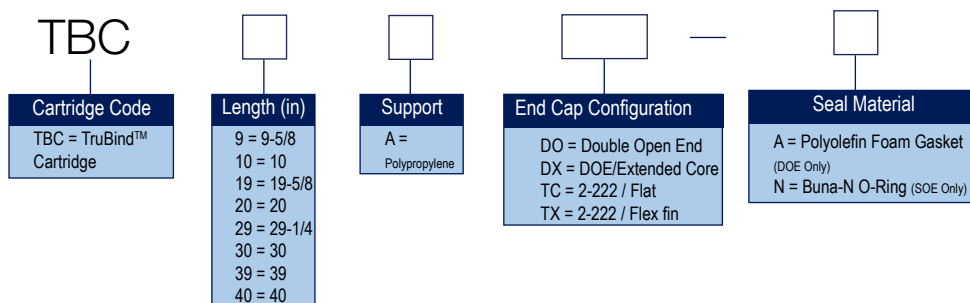 TBC
—
Cartridge Code
TBC = TruBind™
Cartridge
Length (in)
9 = 9-5/8
10 = 10
19 = 19-5/8
20 = 20
29 = 29-1/4
30 = 30
39 = 39
40 = 40
Support
A =
Polypropylene
End Cap Configuration
DO = Double Open End
DX = DOE/Extended Core
TC = 2-222 / Flat
TX = 2-222 / Flex fin
Seal Material
A = Polyolefin Foam Gasket
(DOE Only)
N = Buna-N O-Ring (SOE Only)